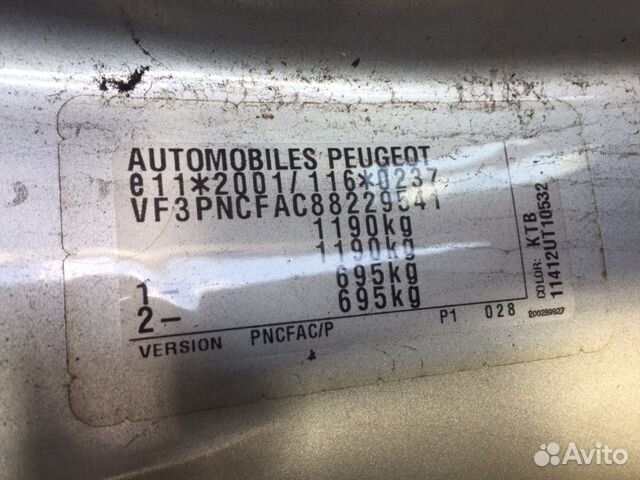 AUTOMOBILES PEUGEOT
e11*2001/116*0237
VF3PNCFAC88229541
1190kg
1190kg
1– 695kg
2– 695kg
VERSION PNCFAC/P P1 028
COLOR: KTB
11412UT10532
200289927
Avito